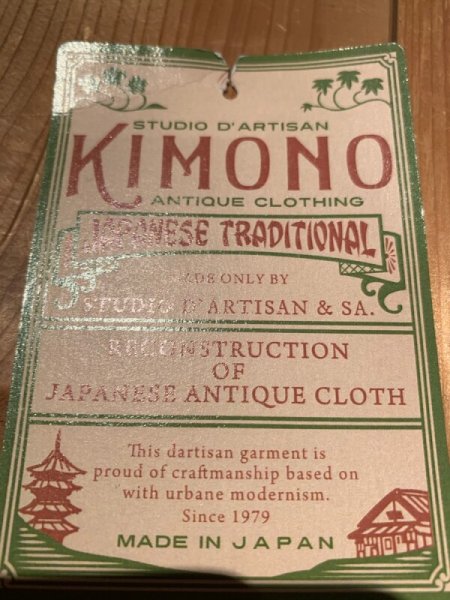 STUDIO D'ARTISAN
KIMONO
ANTIQUE CLOTHING
JAPANESE TRADITIONAL
MADE ONLY BY
STUDIO D'ARTISAN & SA.
RECONSTRUCTION
OF
JAPANESE ANTIQUE CLOTH
This dartisan garment is
proud of craftmanship based on
with urbane modernism.
Since 1979
MADE IN JAPAN